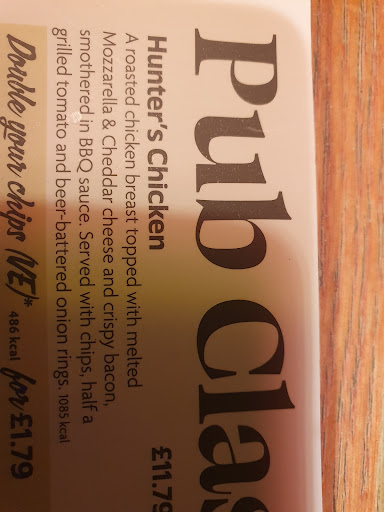 Pub Clas
Hunter's Chicken £11.79
A roasted chicken breast topped with melted
Mozzarella & Cheddar cheese and crispy bacon,
smothered in BBQ sauce. Served with chips, half a
grilled tomato and beer-battered onion rings. 1085 kcal
Double your chips (VE)* 486 kcal for £1.79